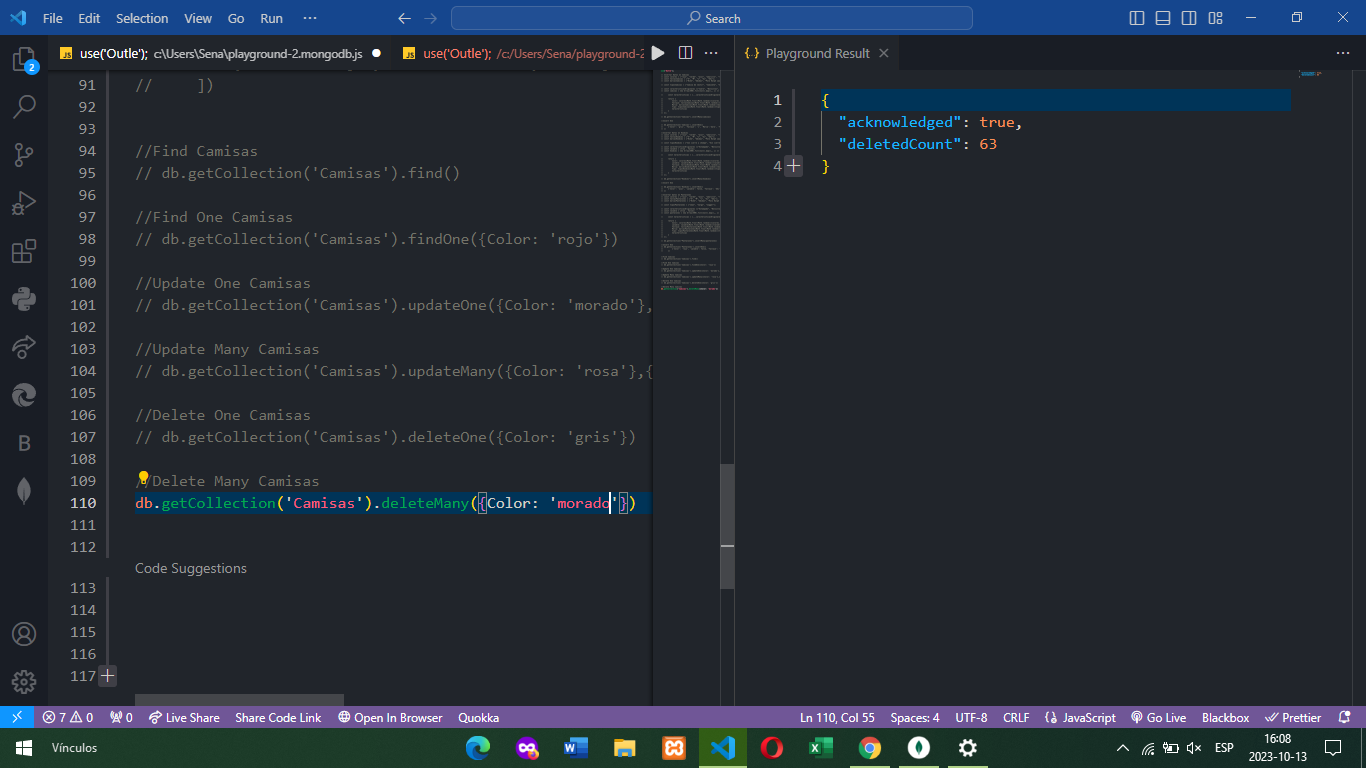 File Edit Selection View Go Run ··· Search
use('Outle'); c\Users\Sena\playground-2.mongodb.js use('Outle'); /c:/Users/Sena/playground-2 ··· {} Playground Result ···
2
91 // ])
92
93
94 //Find Camisas
95 // db.getCollection('Camisas').find()
96
97 //Find One Camisas
98 // db.getCollection('Camisas').findOne({Color: 'rojo'})
99
100 //Update One Camisas
101 // db.getCollection('Camisas').updateOne({Color: 'morado'},
102
103 //Update Many Camisas
104 // db.getCollection('Camisas').updateMany({Color: 'rosa'},{
105
106 //Delete One Camisas
107 // db.getCollection('Camisas').deleteOne({Color: 'gris'})
108
109 //Delete Many Camisas
110 db.getCollection('Camisas').deleteMany({Color: 'morado'})
111
112
Code Suggestions
113
114
115
116
117
1 {
2 "acknowledged": true,
3 "deletedCount": 63
4 }
7 0 0 Live Share Share Code Link Open In Browser Quokka Ln 110, Col 55 Spaces: 4 UTF-8 CRLF JavaScript Go Live Blackbox Prettier
Vínculos ESP 16:08
2023-10-13